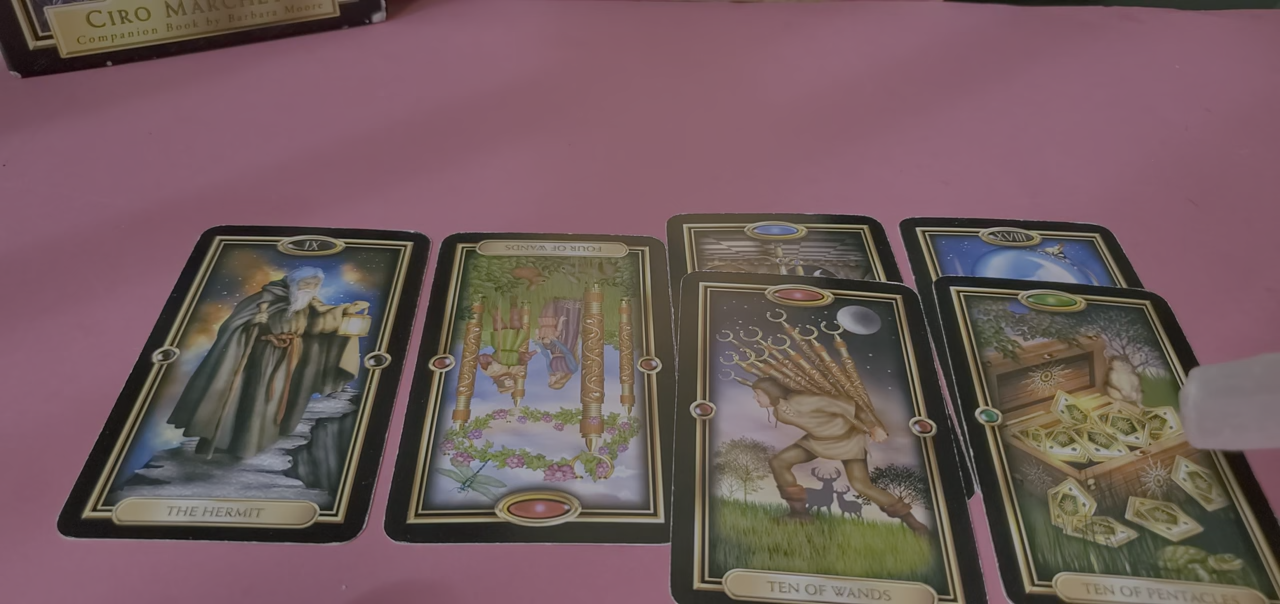 CIRO MARCHE
Companion Book by Barbara Moore
IX
THE HERMIT
FOUR OF WANDS
XVIII
TEN OF WANDS
TEN OF PENTACLES